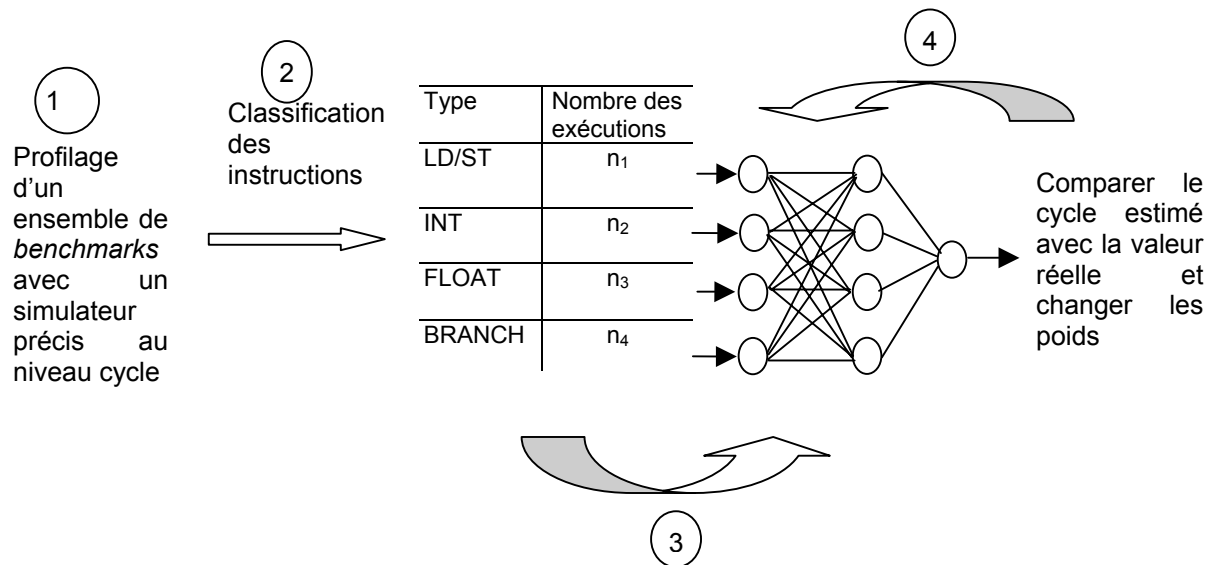 1
Profilage
d'un
ensemble de
benchmarks
avec un
simulateur
précis au
niveau cycle
2
Classification
des
instructions
Type Nombre des
exécutions
LD/ST n1
INT n2
FLOAT n3
BRANCH n4
3
4
Comparer le
cycle estimé
avec la valeur
réelle et
changer les
poids